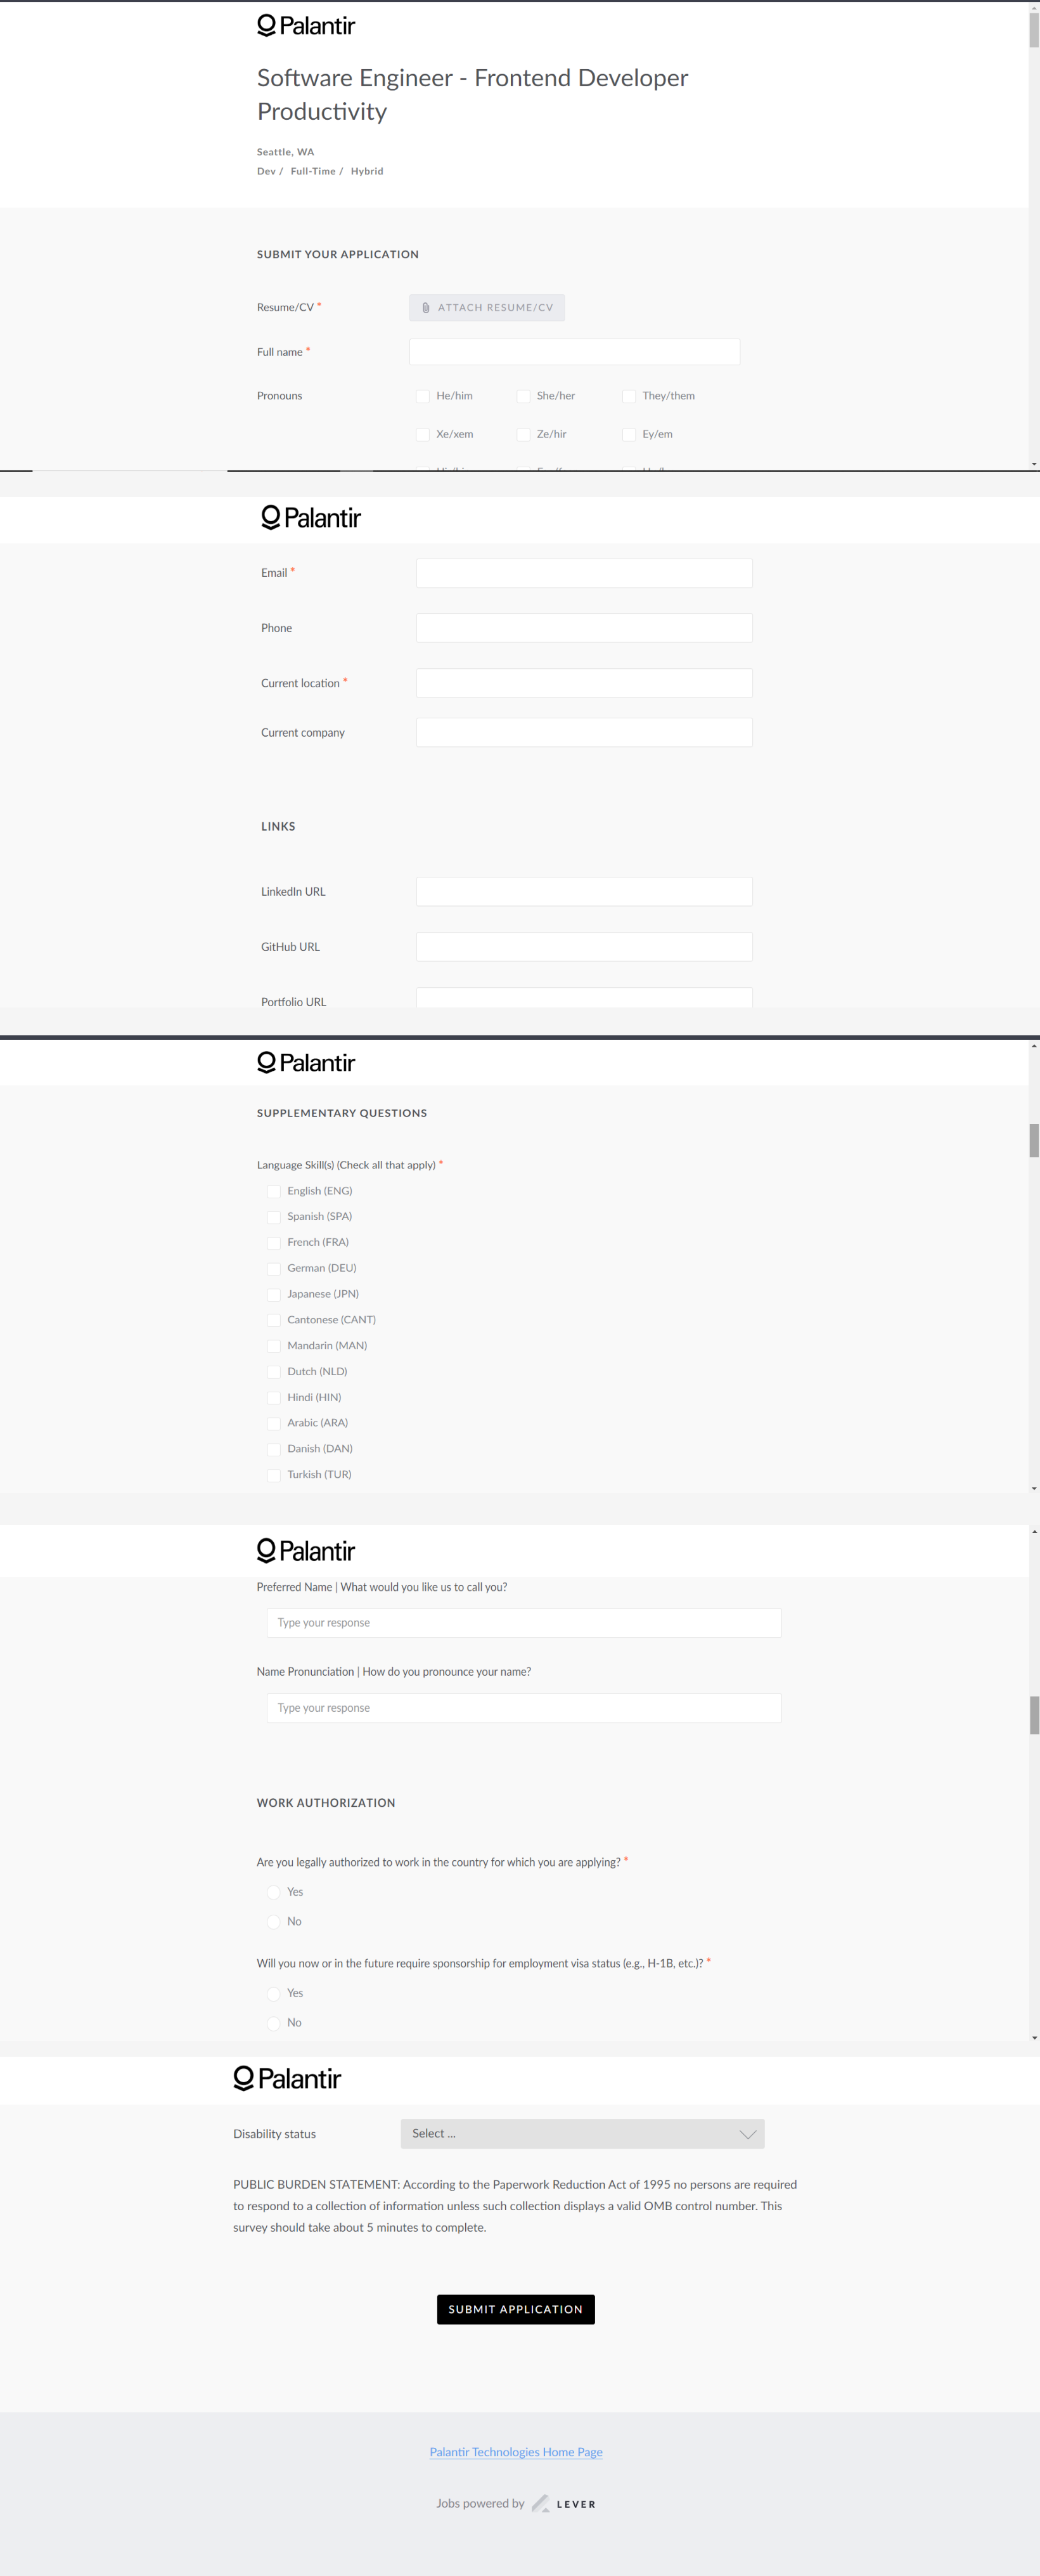 Palantir
Software Engineer - Frontend Developer
Productivity
Seattle, WA
Dev / Full-Time / Hybrid
SUBMIT YOUR APPLICATION
Resume/CV *
ATTACH RESUME/CV
Full name *
Pronouns
He/him
She/her
They/them
Xe/xem
Ze/hir
Ey/em
Palantir
Email *
Phone
Current location *
Current company
LINKS
LinkedIn URL
GitHub URL
Portfolio URL
Palantir
SUPPLEMENTARY QUESTIONS
Language Skill(s) (Check all that apply) *
English (ENG)
Spanish (SPA)
French (FRA)
German (DEU)
Japanese (JPN)
Cantonese (CANT)
Mandarin (MAN)
Dutch (NLD)
Hindi (HIN)
Arabic (ARA)
Danish (DAN)
Turkish (TUR)
Palantir
Preferred Name | What would you like us to call you?
Type your response
Name Pronunciation | How do you pronounce your name?
Type your response
WORK AUTHORIZATION
Are you legally authorized to work in the country for which you are applying? *
Yes
No
Will you now or in the future require sponsorship for employment visa status (e.g., H-1B, etc.)? *
Yes
No
Palantir
Disability status
Select ...
PUBLIC BURDEN STATEMENT: According to the Paperwork Reduction Act of 1995 no persons are required
to respond to a collection of information unless such collection displays a valid OMB control number. This
survey should take about 5 minutes to complete.
SUBMIT APPLICATION
Palantir Technologies Home Page
Jobs powered by LEVER